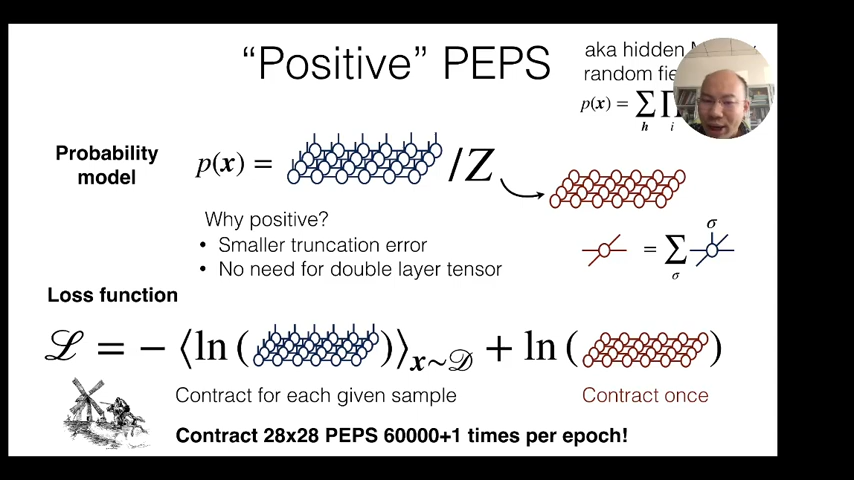 “Positive” PEPS
aka hidden
random
p(x) = ∑ ∏
h i
Probability
model
p(x) = /Z
Why positive?
• Smaller truncation error
• No need for double layer tensor
σ
= ∑
σ
Loss function
ℒ = − ⟨ln ( )⟩x∼𝒟 + ln ( )
Contract for each given sample
Contract once
Contract 28x28 PEPS 60000+1 times per epoch!